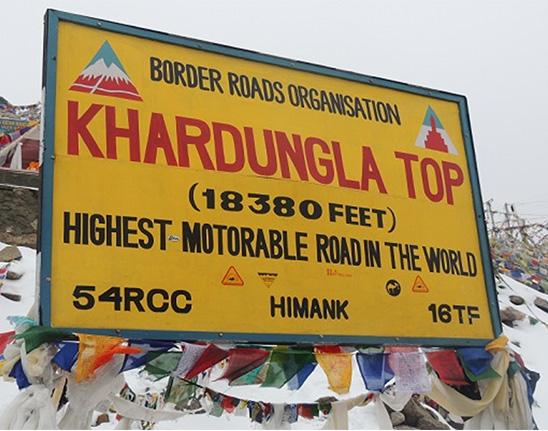 BORDER ROADS ORGANISATION
KHARDUNGLA TOP
(18380 FEET)
HIGHEST MOTORABLE ROAD IN THE WORLD
54RCC HIMANK 16TF